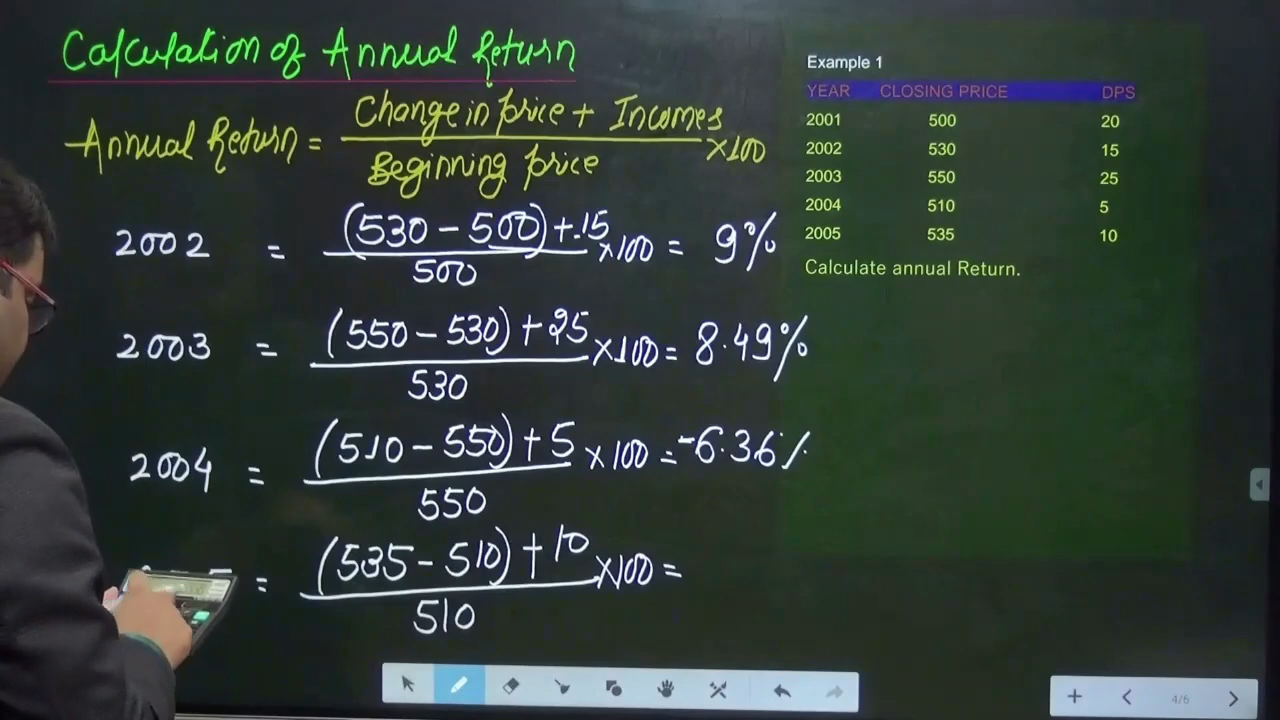 Calculation of Annual Return
Annual Return = Change in price + Incomes / Beginning price ×100
2002 = (530 - 500) + 15 / 500 ×100 = 9%
2003 = (550 - 530) + 25 / 530 ×100 = 8.49%
2004 = (510 - 550) + 5 / 550 ×100 = -6.36%
= (535 - 510) + 10 / 510 ×100 =
Example 1
YEAR CLOSING PRICE DPS
2001 500 20
2002 530 15
2003 550 25
2004 510 5
2005 535 10
Calculate annual Return.
4/6